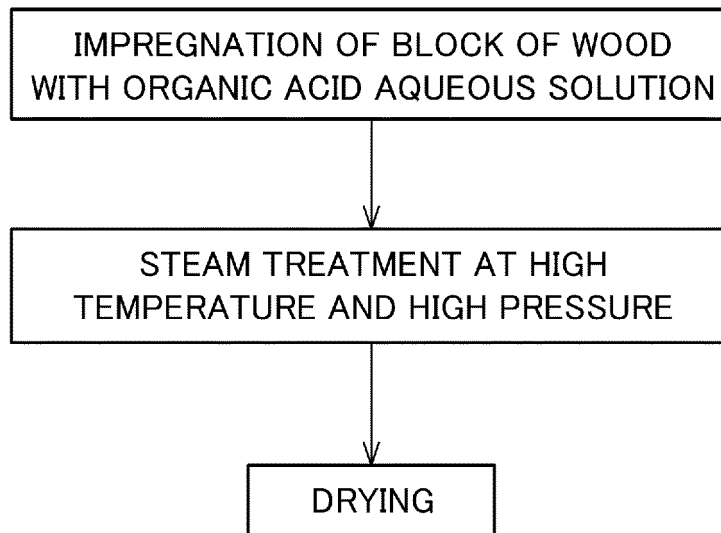 IMPREGNATION OF BLOCK OF WOOD
WITH ORGANIC ACID AQUEOUS SOLUTION
STEAM TREATMENT AT HIGH
TEMPERATURE AND HIGH PRESSURE
DRYING